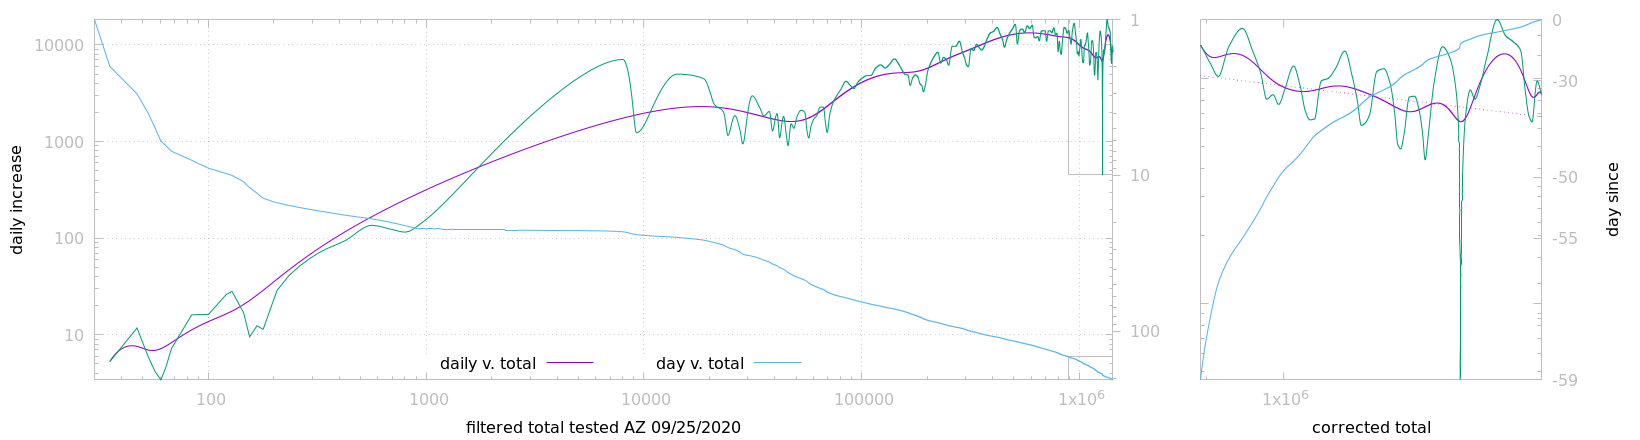 10000
1000
100
10
daily increase
daily v. total
day v. total
100
1000
10000
100000
1x10^6
filtered total tested AZ 09/25/2020
1
10
100
1x10^6
corrected total
0
-30
-50
-55
-59
day since